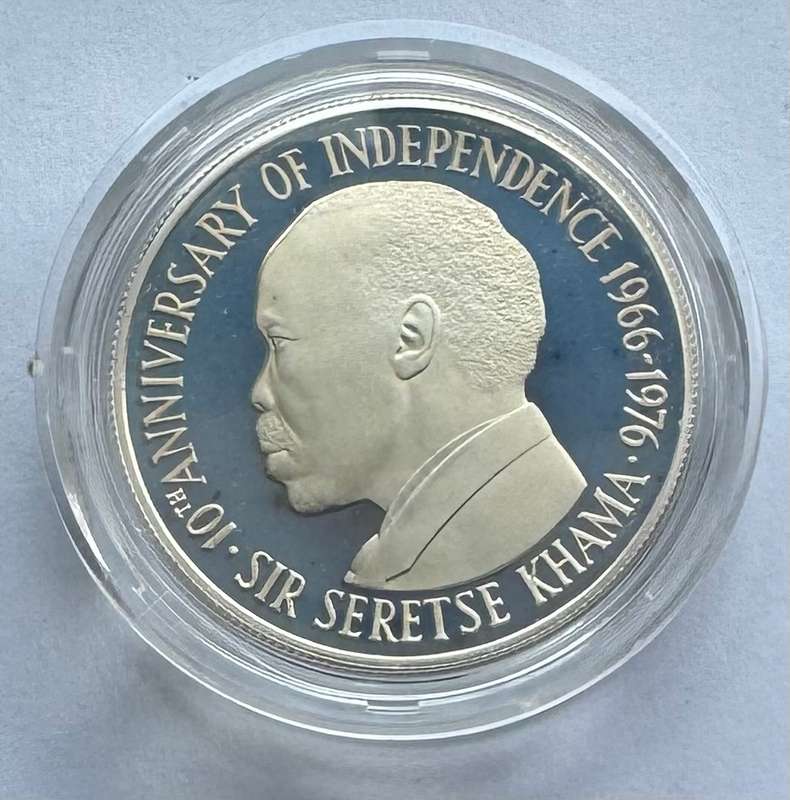 10TH ANNIVERSARY OF INDEPENDENCE 1966-1976 ·
SIR SERETSE KHAMA ·